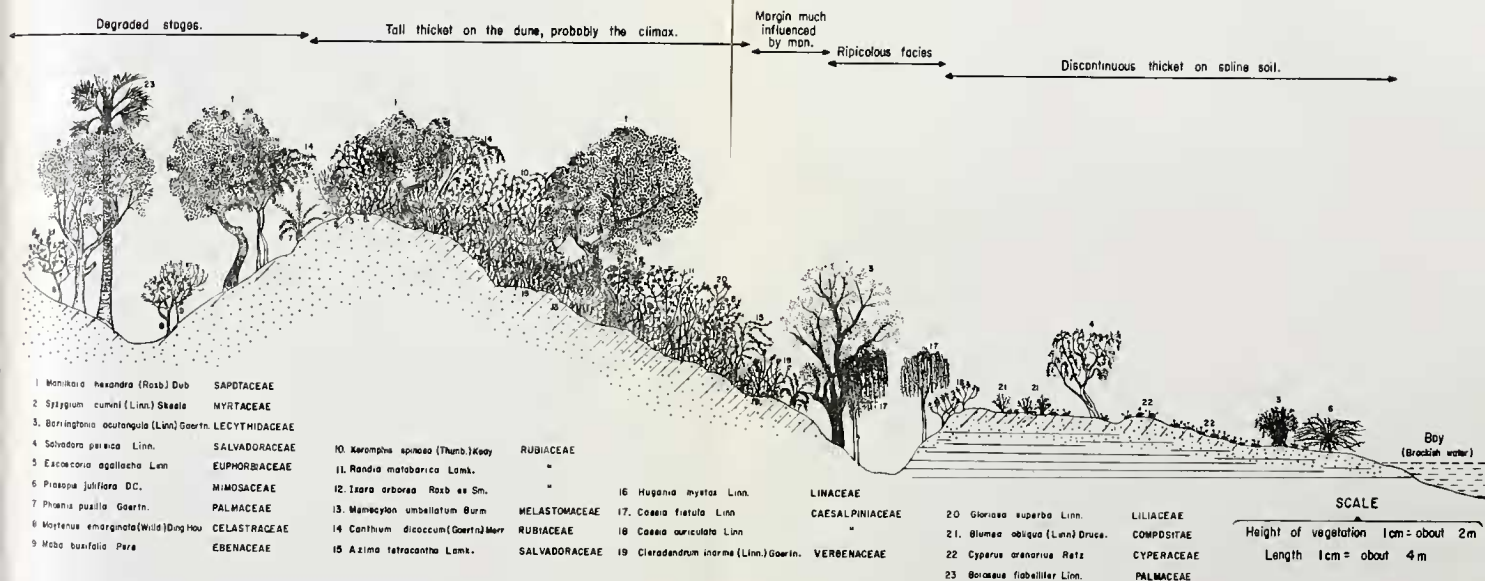 Degraded stages.
Tall thicket on the dune, probably the climax.
Margin much
influenced
by man.
Ripicolous facies
Discontinuous thicket on saline soil.
1 Manilkara hexandra (Roxb) Dub SAPOTACEAE
2 Syzygium cumini (Linn.) Skeels MYRTACEAE
3. Barringtonia acutangula (Linn) Gaertn. LECYTHIDACEAE
4 Salvadora persica Linn. SALVADORACEAE
5 Excoecaria agallocha Linn EUPHORBIACEAE
6 Prosopis juliflora DC. MIMOSACEAE
7 Phoenix pusilla Gaertn. PALMACEAE
8 Maytenus emarginata (Willd) Ding Hou CELASTRACEAE
9 Maba buxifolia Pers EBENACEAE
10. Xeromphis spinosa (Thumb.) Keay RUBIACEAE
11. Randia malabarica Lamk. "
12. Ixora arborea Roxb ex Sm. "
13. Memecylon umbellatum Burm MELASTOMACEAE
14 Canthium dicoccum (Gaertn) Merr RUBIACEAE
15 Azima tetracantha Lamk. SALVADORACEAE
16 Hugonia mystax Linn. LINACEAE
17. Cassia fistula Linn CAESALPINIACEAE
18 Cassia auriculata Linn "
19 Clerodendrum inerme (Linn.) Gaertn. VERBENACEAE
20 Gloriosa superba Linn. LILIACEAE
21. Blumea obliqua (Linn) Druce. COMPOSITAE
22 Cyperus arenarius Retz CYPERACEAE
23 Borassus flabellifer Linn. PALMACEAE
Bay
(Brackish water)
SCALE
Height of vegetation 1cm = about 2m
Length 1cm = about 4m